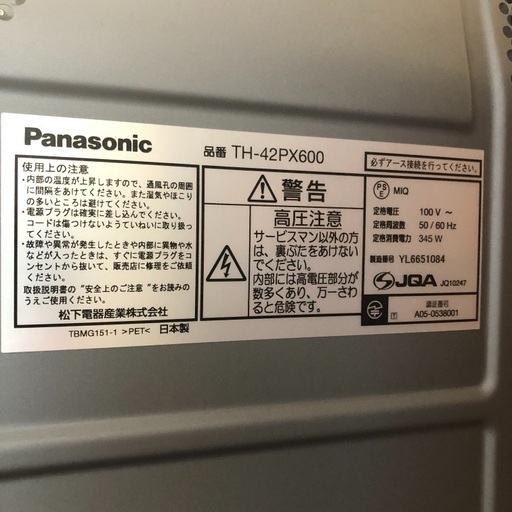 Panasonic
品番 TH-42PX600
必ずアース接続を行ってください。
使用上の注意
・内部の温度が上昇しますので、通風孔の周囲
に間隔をあけてください。また湿気やほこり
の多いところは避けてください。
・電源プラグは確実に差し込んでください。
コードは傷つけないようていねいに取り扱っ
てください。
・故障や異常が発生したときや内部に異物や水
などが入ったときは、すぐに電源プラグをコ
ンセントから抜いて、販売店に修理をご依頼
ください。
取扱説明書の"安全上のご注意"をお読みの
うえご使用ください。
松下電器産業株式会社
TBMG151-1 >PET< 日本製
警告
高圧注意
サービスマン以外の方
は、裏ぶたをあけない
でください。
内部には高電圧部分が
数多くあり、万一さわ
ると危険です。
PSE MIQ
定格電圧 100 V ～
定格周波数 50 / 60 Hz
定格消費電力 345 W
製造番号 YL6651084
JQA JQ10247
認証番号
T A05-0538001